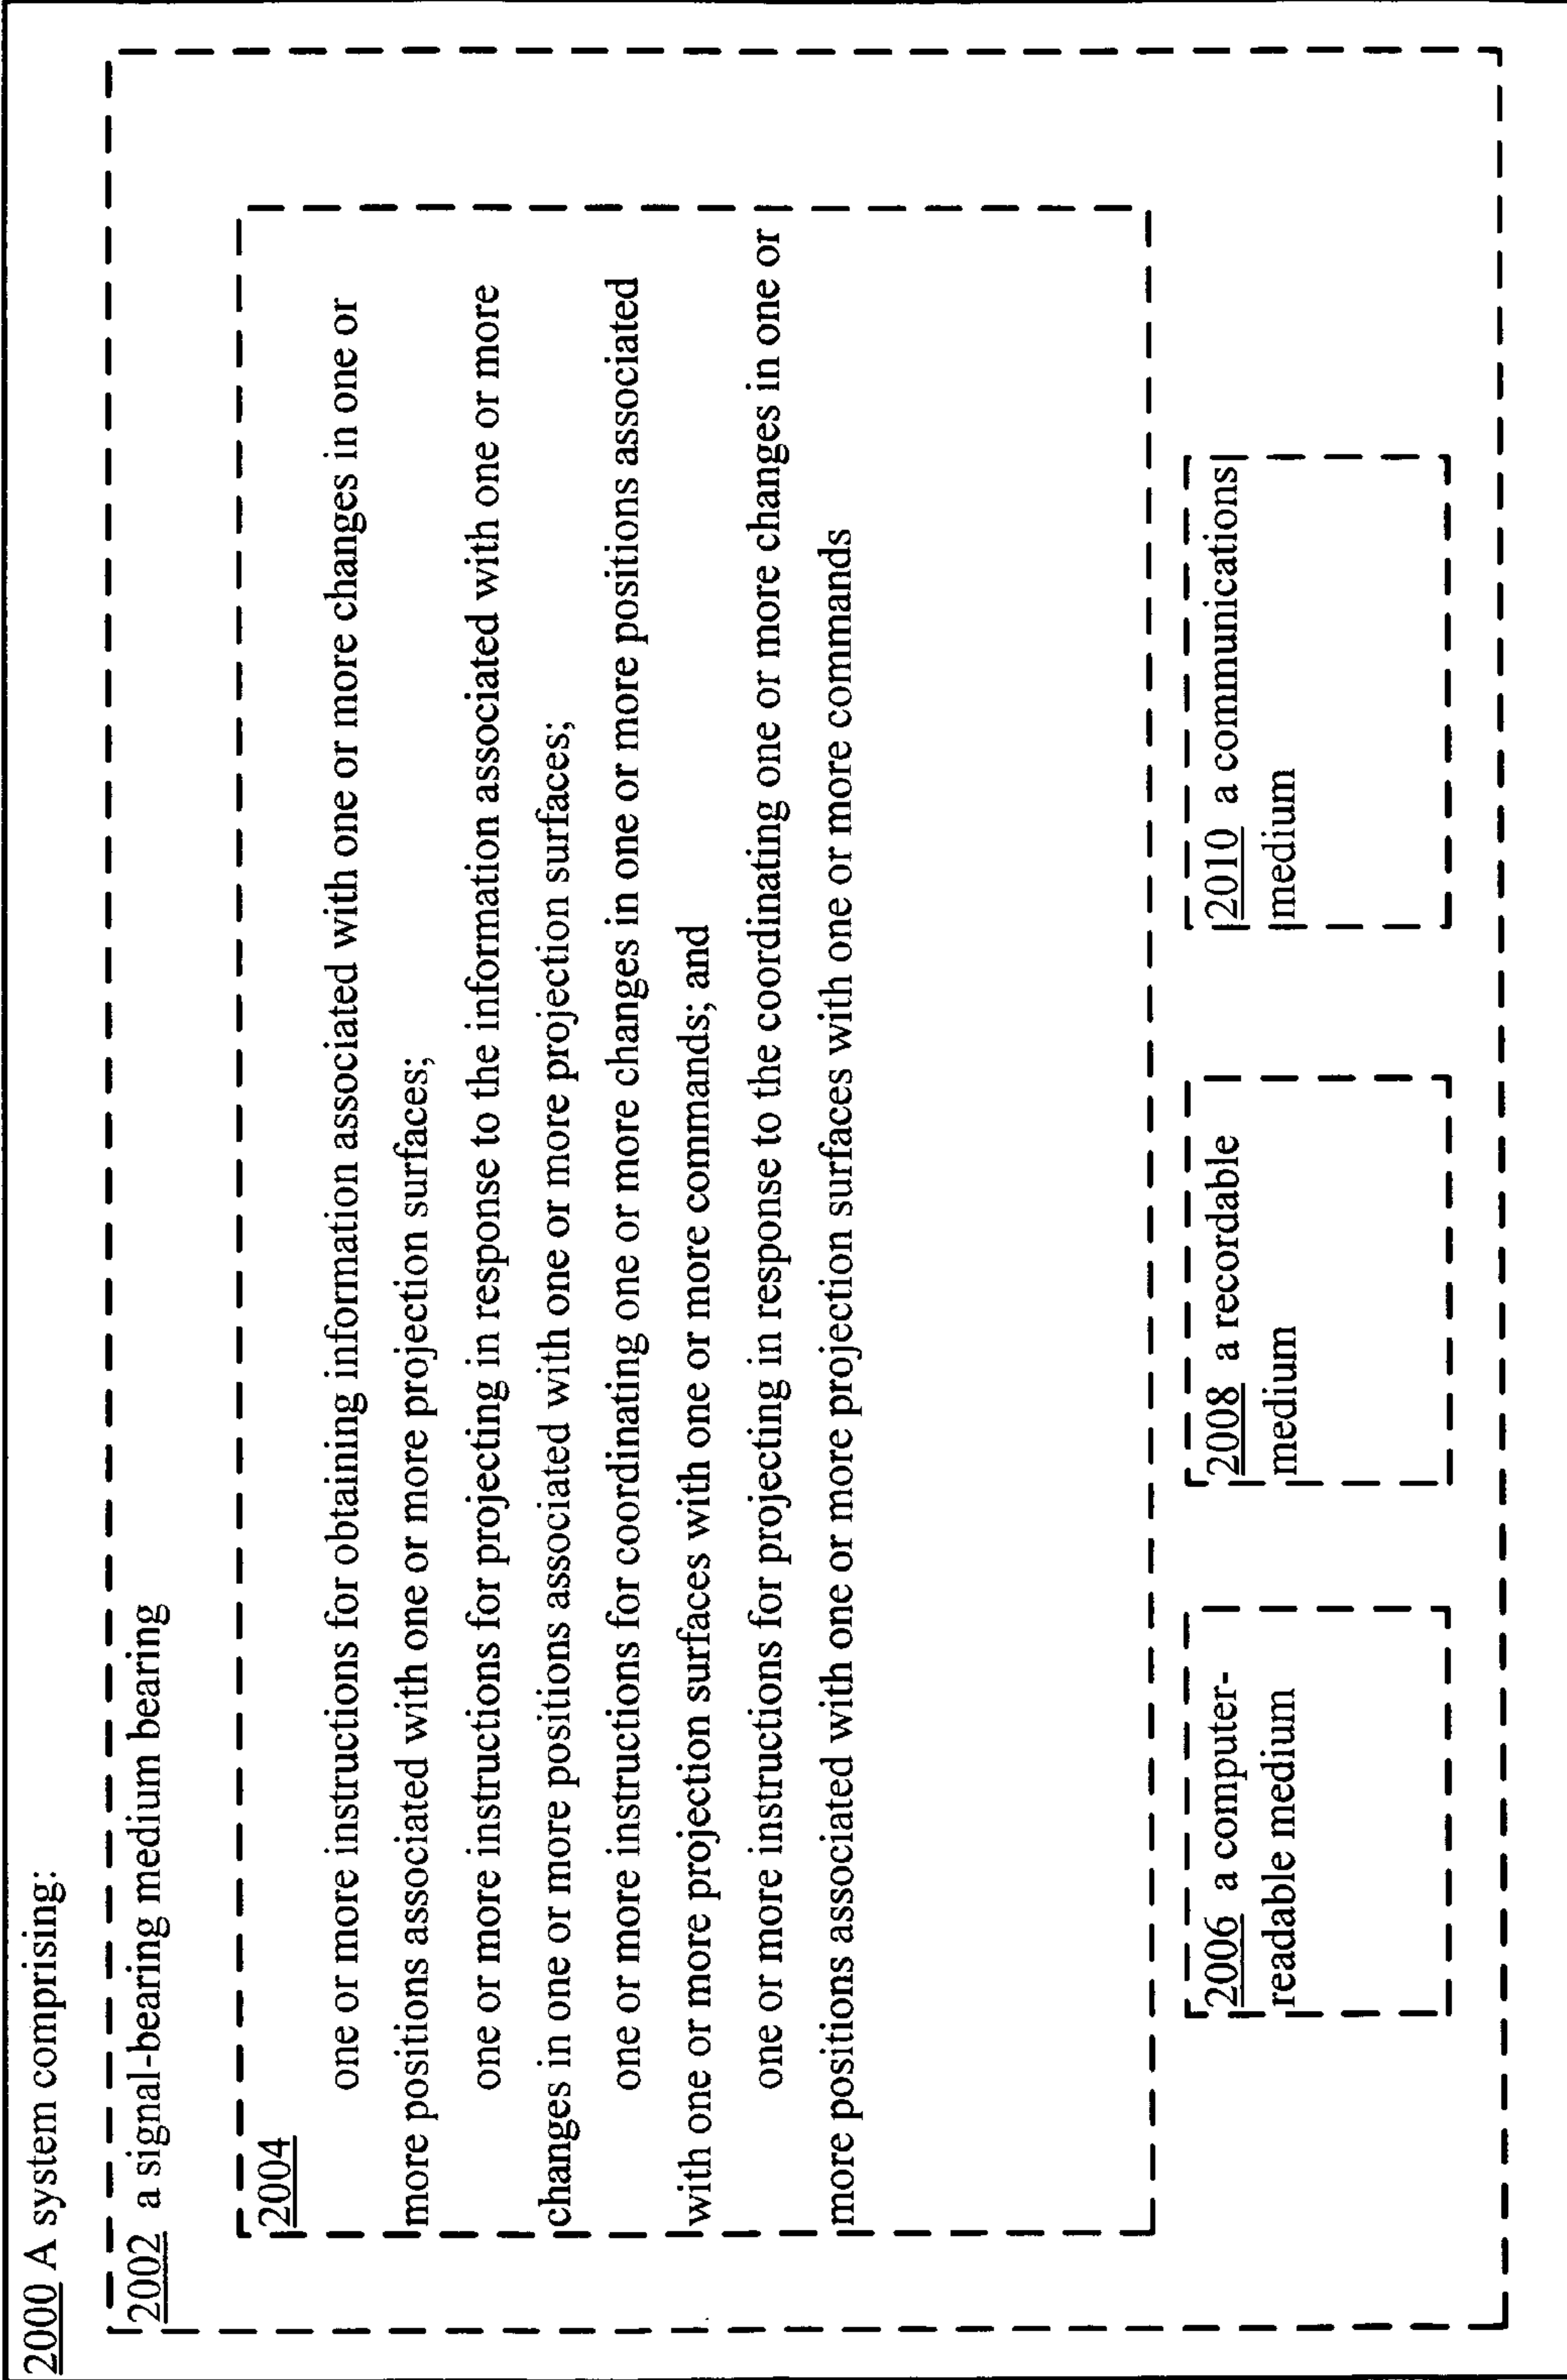 2000 A system comprising:
2002 a signal-bearing medium bearing
2004
one or more instructions for obtaining information associated with one or more changes in one or
more positions associated with one or more projection surfaces;
one or more instructions for projecting in response to the information associated with one or more
changes in one or more positions associated with one or more projection surfaces;
one or more instructions for coordinating one or more changes in one or more positions associated
with one or more projection surfaces with one or more commands; and
one or more instructions for projecting in response to the coordinating one or more changes in one or
more positions associated with one or more projection surfaces with one or more commands
2006 a computer-
readable medium
2008 a recordable
medium
2010 a communications
medium